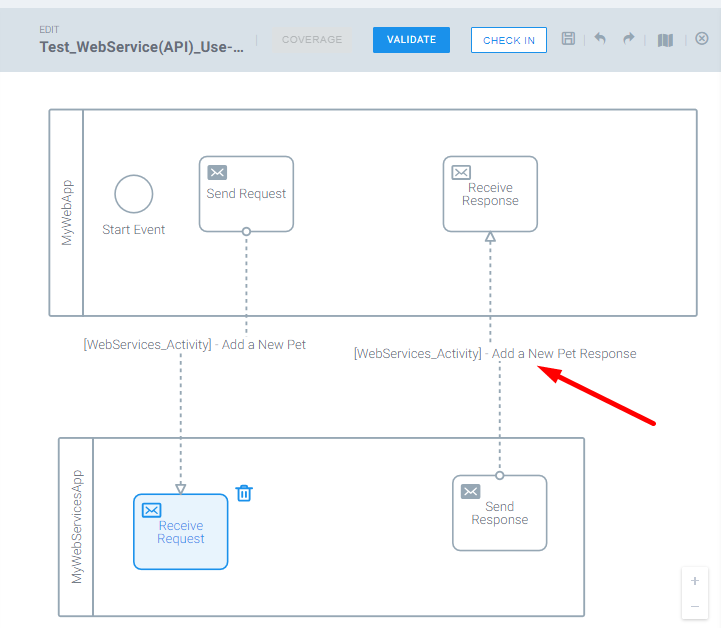 EDIT
Test_WebService(API)_Use-...
COVERAGE
VALIDATE
CHECK IN
MyWebApp
Start Event
Send Request
Receive
Response
[WebServices_Activity] - Add a New Pet
[WebServices_Activity] - Add a New Pet Response
MyWebServicesApp
Receive
Request
Send
Response